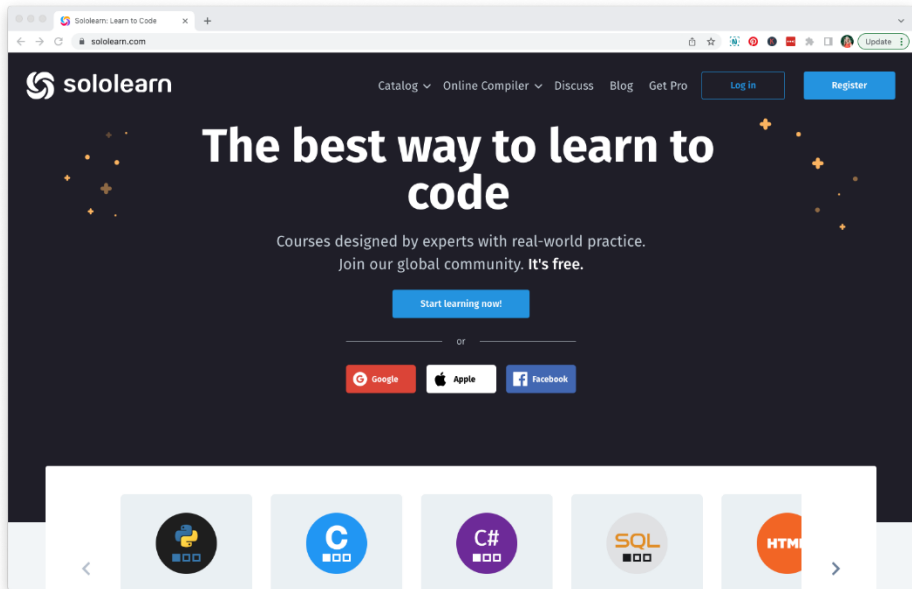 Sololearn: Learn to Code
sololearn.com
Update
sololearn
Catalog Online Compiler Discuss Blog Get Pro Log in Register
The best way to learn to
code
Courses designed by experts with real-world practice.
Join our global community. It's free.
Start learning now!
or
Google Apple Facebook
C C# SQL HTM